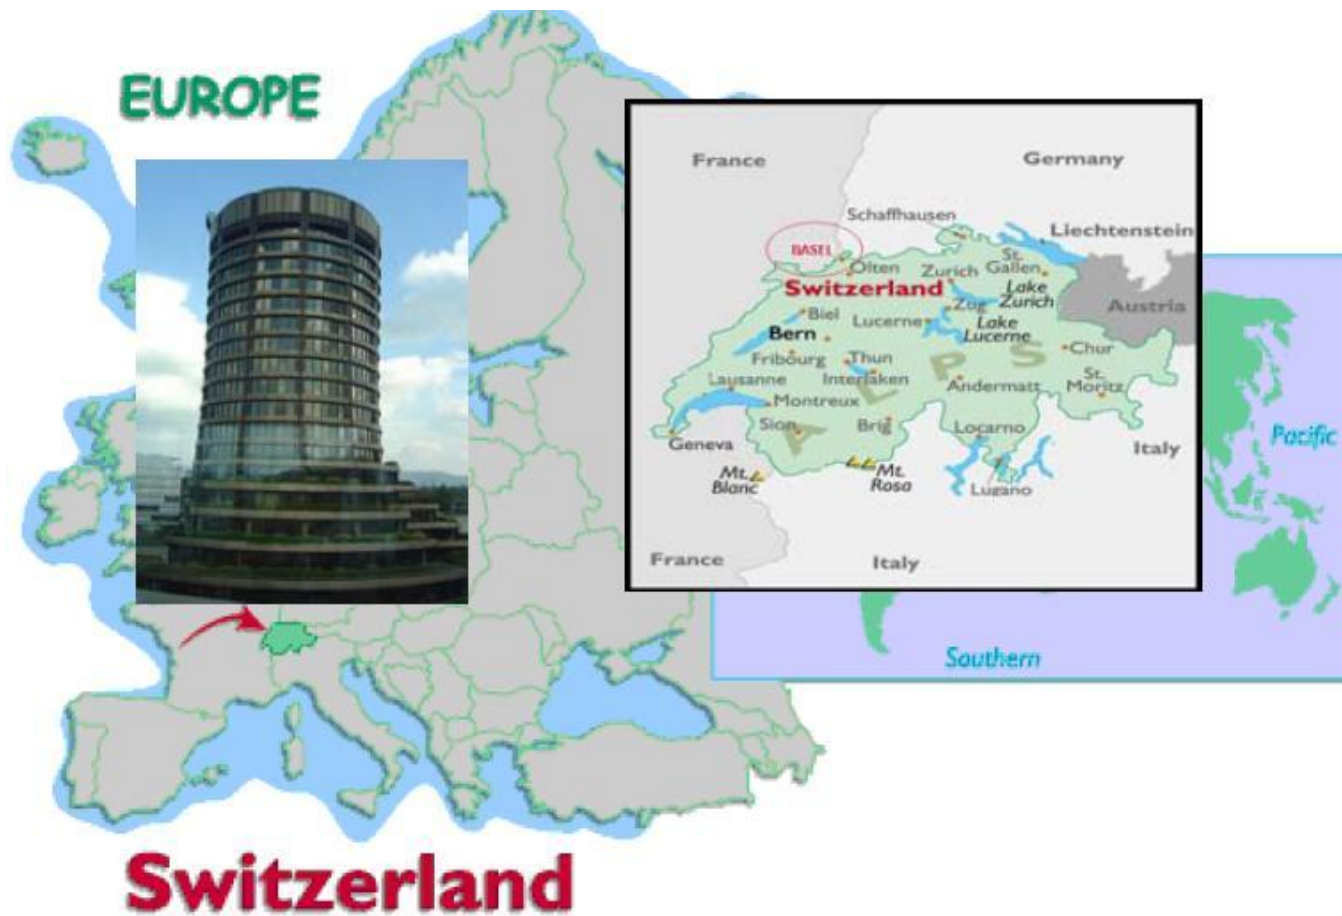 EUROPE
France
Germany
Schaffhausen
Liechtenstein
BASEL
Olten
Zurich
St.
Gallen
Switzerland
Lake
Zurich
Austria
Biel
Zug
Lucerne
Lake
Lucerne
Bern
Fribourg
Thun
Chur
Interlaken
Lausanne
Andermatt
St.
Moritz
Montreux
ALPS
Sion
Brig
Locarno
Geneva
Italy
Mt.
Blanc
Mt.
Rosa
Lugano
France
Italy
Pacific
Southern
Switzerland